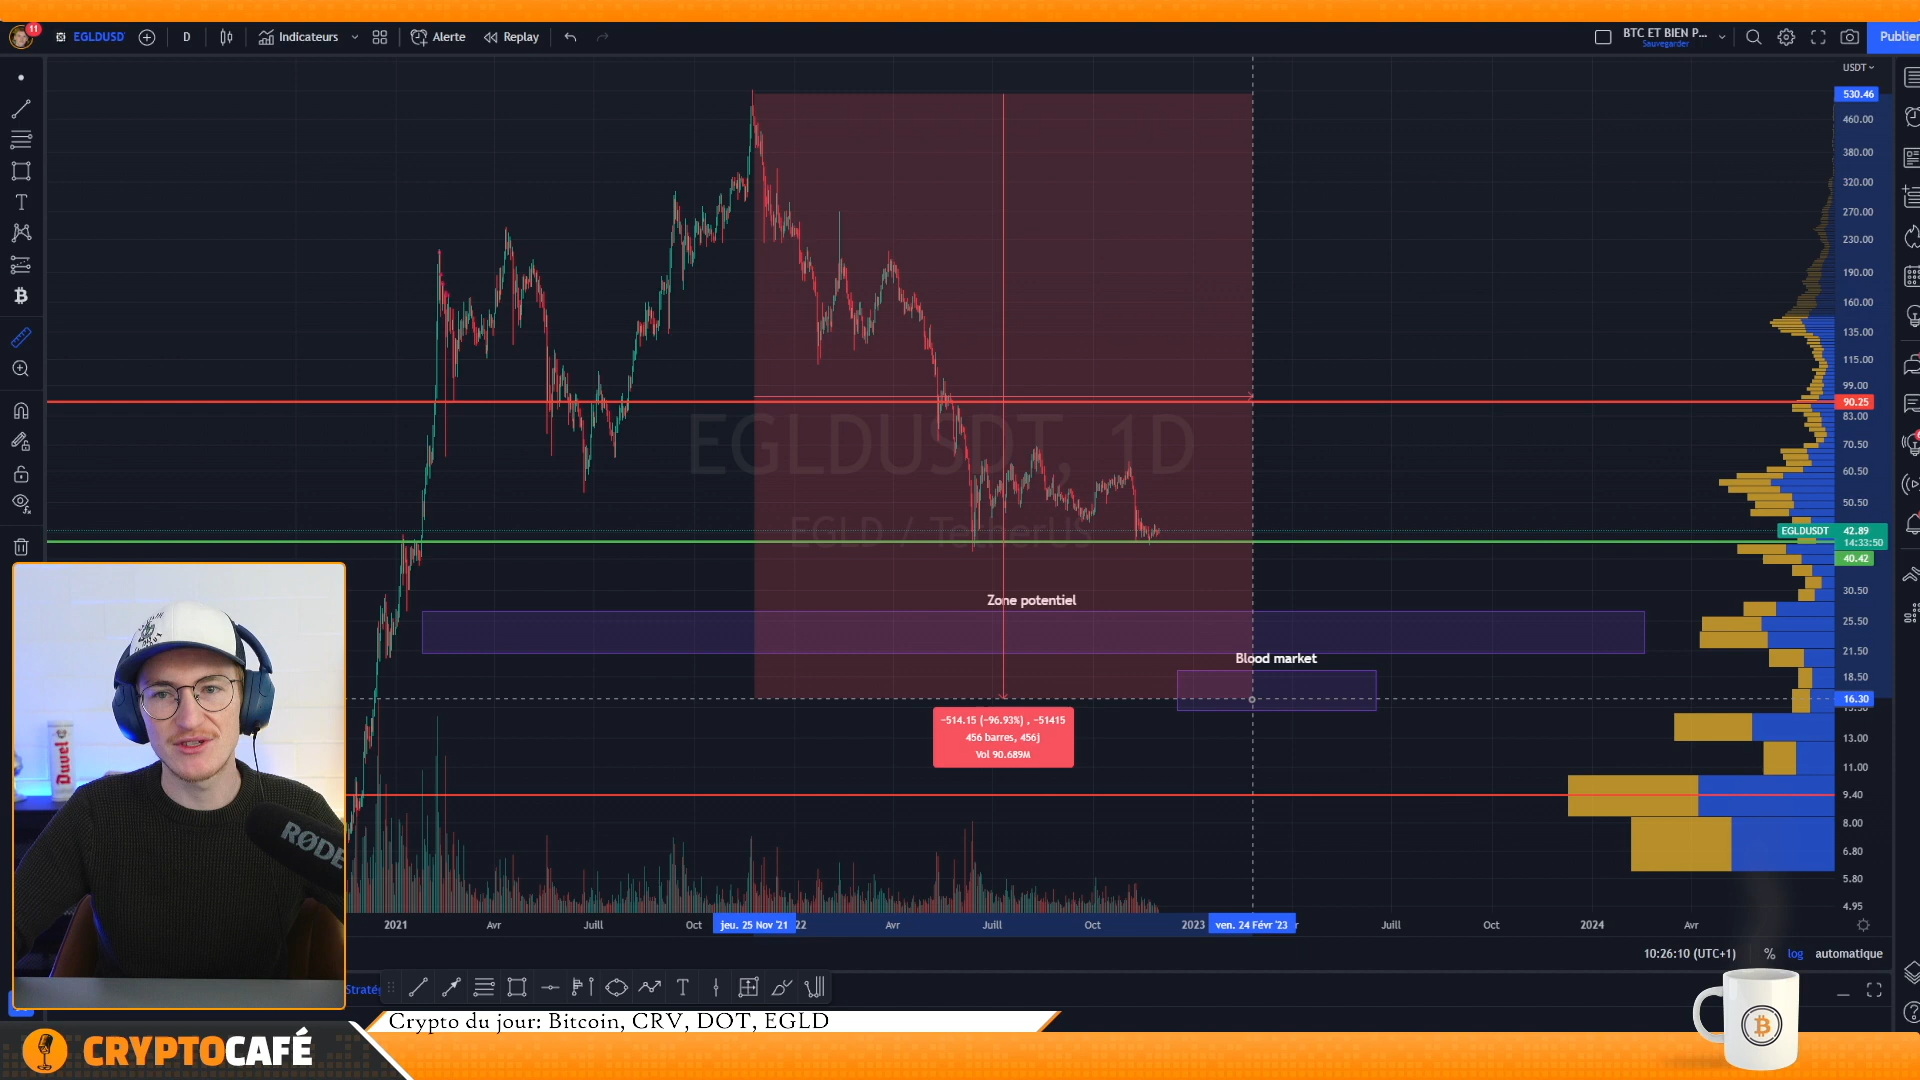 11
EGLDUSD
D
Indicateurs
Alerte
Replay
BTC ET BIEN P...
Sauvegarder
Publier
USDT
530.46
460.00
380.00
320.00
270.00
230.00
190.00
160.00
135.00
115.00
99.00
90.25
83.00
70.50
60.50
50.50
EGLDUSDT 42.89
14:33:50
40.42
30.50
25.50
21.50
18.50
16.30
13.00
11.00
9.40
8.00
6.80
5.80
4.95
EGLDUSDT, 1D
EGLD / TetherUS
Zone potentiel
Blood market
-514.15 (-96.93%) , -51415
456 barres, 456j
Vol 90.689M
2021
Avr
Juill
Oct
jeu. 25 Nov '21
22
Avr
Juill
Oct
2023
ven. 24 Févr '23
Juill
Oct
2024
Avr
10:26:10 (UTC+1)
%
log
automatique
Duvel
RØDE
Straté
Crypto du jour: Bitcoin, CRV, DOT, EGLD
CRYPTOCAFÉ